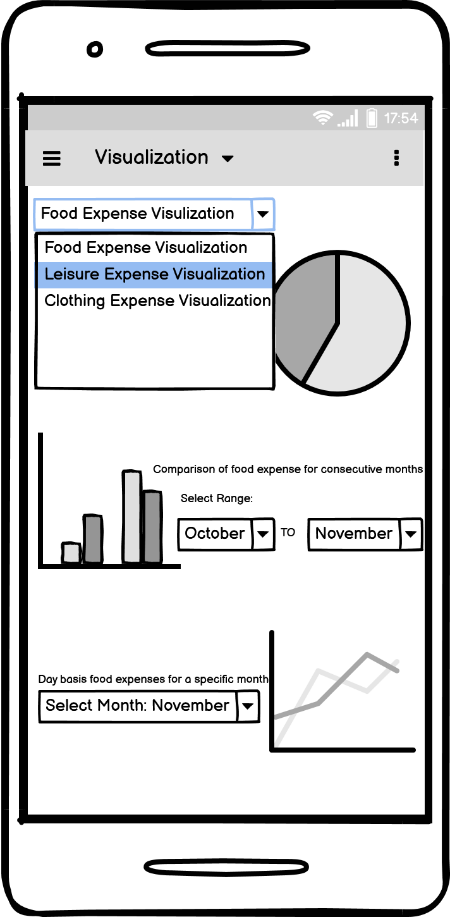 17:54
Visualization
Food Expense Visulization
Food Expense Visualization
Leisure Expense Visualization
Clothing Expense Visualization
Comparison of food expense for consecutive months
Select Range:
October TO November
Day basis food expenses for a specific month
Select Month: November